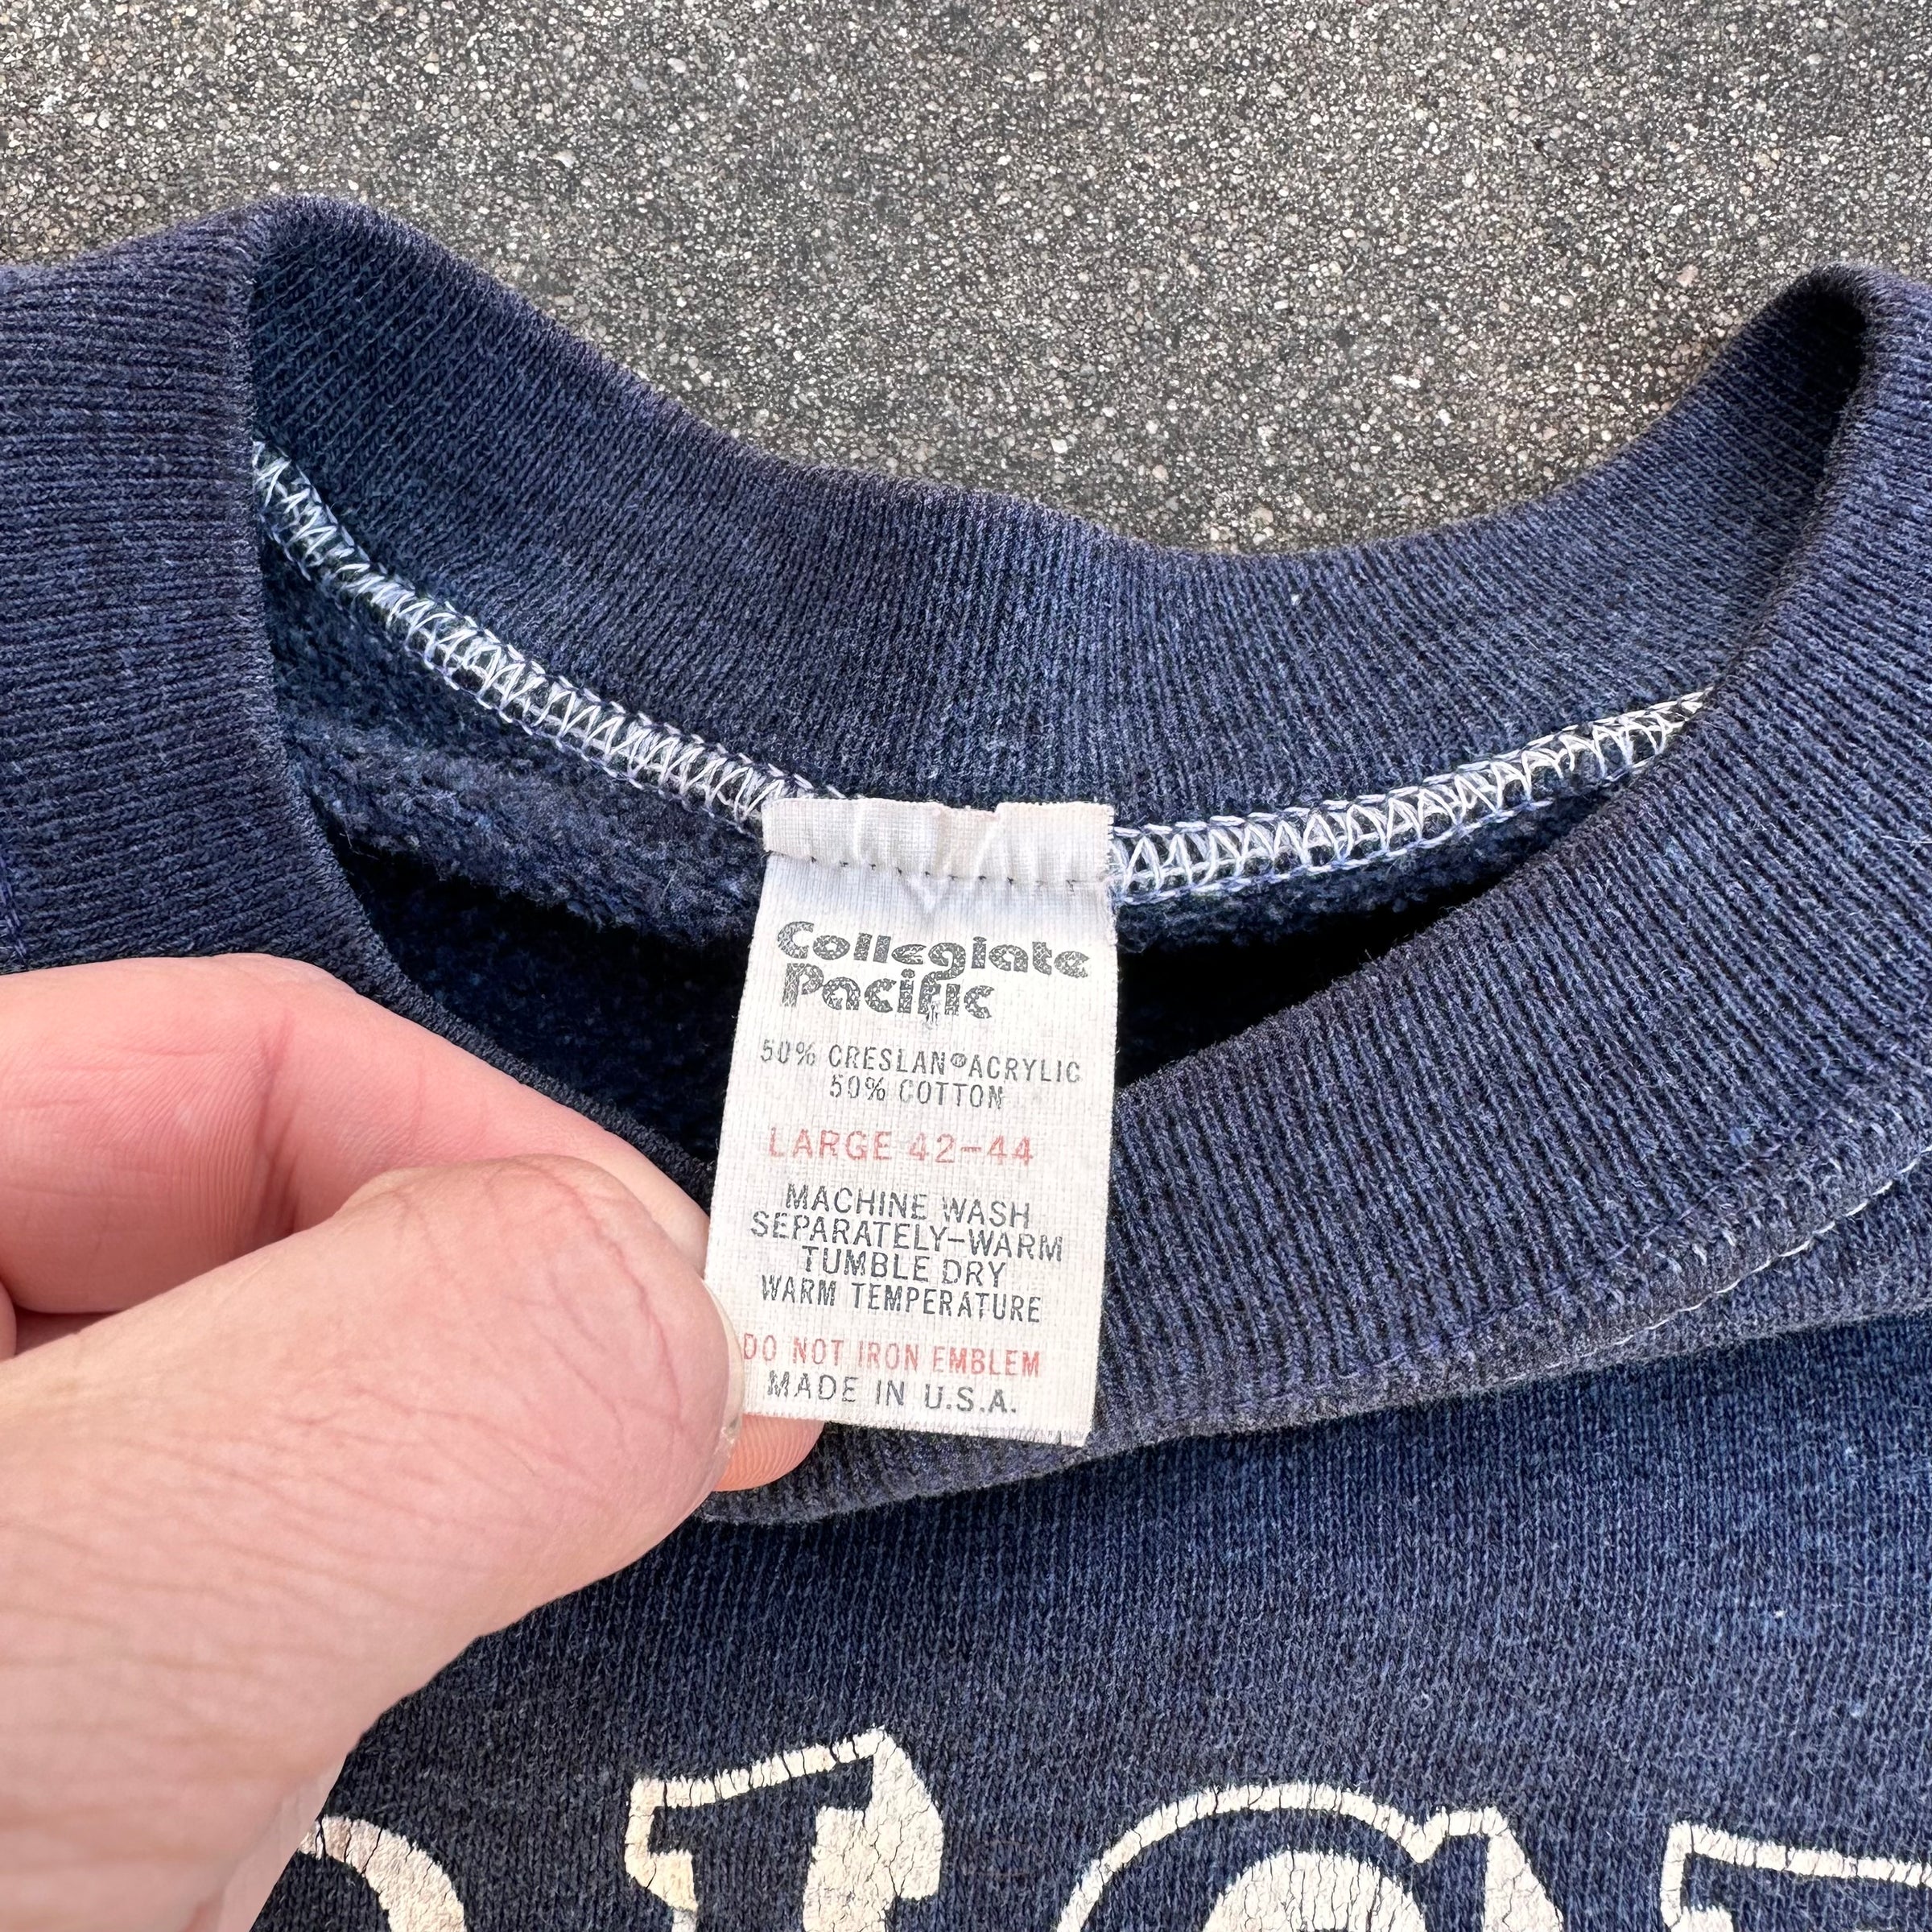 Collegiate
Pacific
50% CRESLAN®ACRYLIC
50% COTTON
LARGE 42-44
MACHINE WASH
SEPARATELY-WARM
TUMBLE DRY
WARM TEMPERATURE
DO NOT IRON EMBLEM
MADE IN U.S.A.